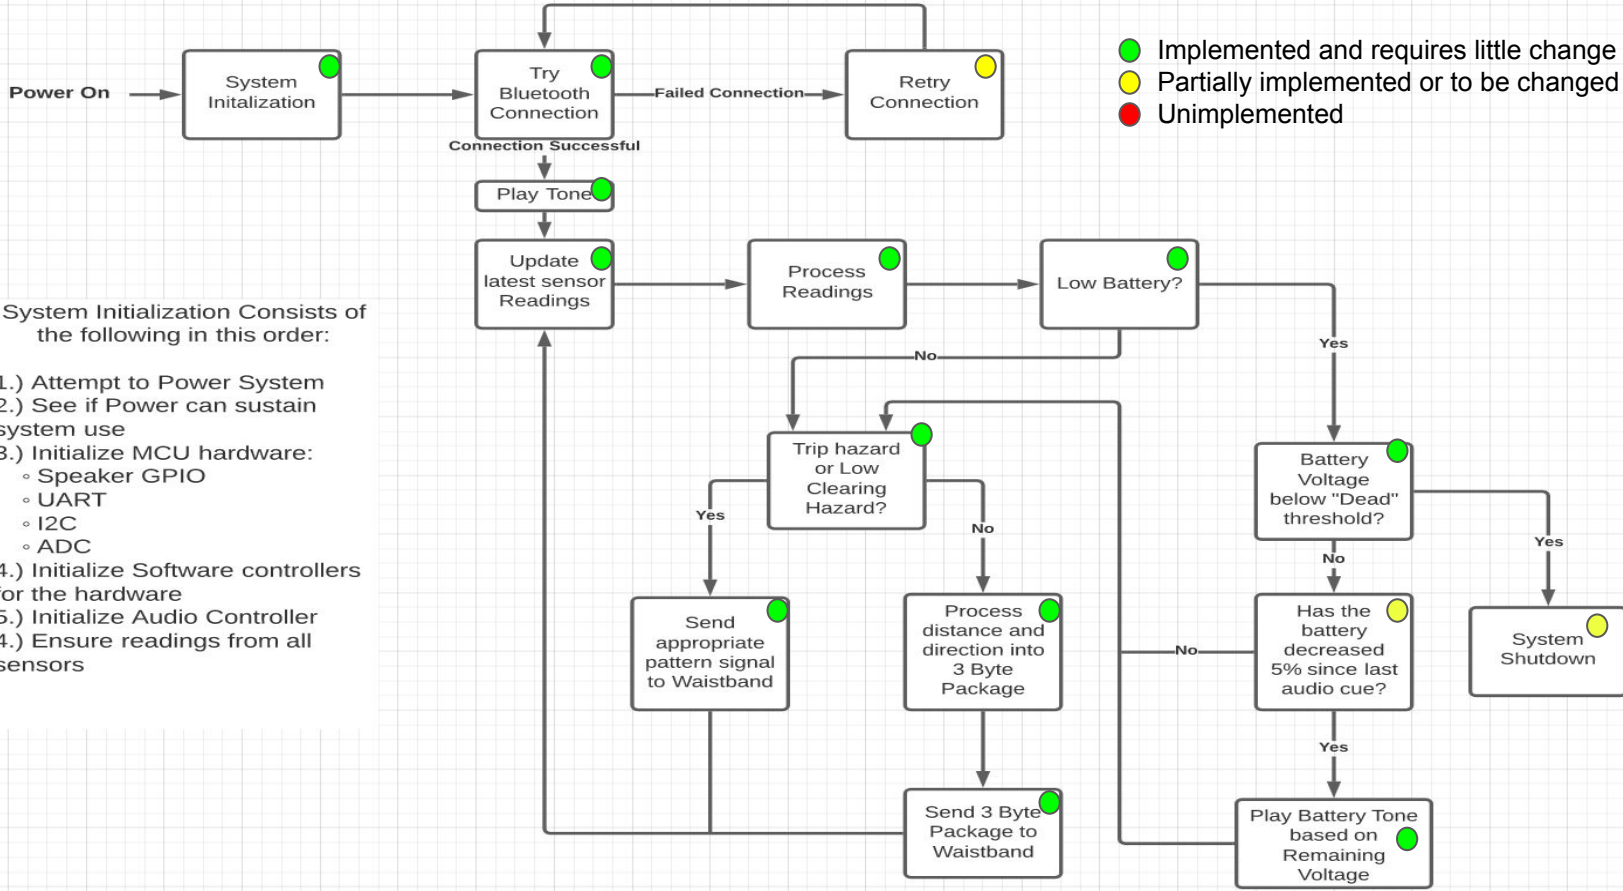 Power On
System
Initalization
Try
Bluetooth
Connection
Failed Connection
Retry
Connection
Implemented and requires little change
Partially implemented or to be changed
Unimplemented
Connection Successful
Play Tone
Update
latest sensor
Readings
Process
Readings
Low Battery?
Yes
No
System Initialization Consists of
the following in this order:
1.) Attempt to Power System
2.) See if Power can sustain
system use
3.) Initialize MCU hardware:
◦ Speaker GPIO
◦ UART
◦ I2C
◦ ADC
4.) Initialize Software controllers
for the hardware
5.) Initialize Audio Controller
4.) Ensure readings from all
sensors
Trip hazard
or Low
Clearing
Hazard?
Yes
No
Battery
Voltage
below "Dead"
threshold?
Yes
No
Send
appropriate
pattern signal
to Waistband
Process
distance and
direction into
3 Byte
Package
Has the
battery
decreased
5% since last
audio cue?
No
System
Shutdown
Yes
Send 3 Byte
Package to
Waistband
Play Battery Tone
based on
Remaining
Voltage